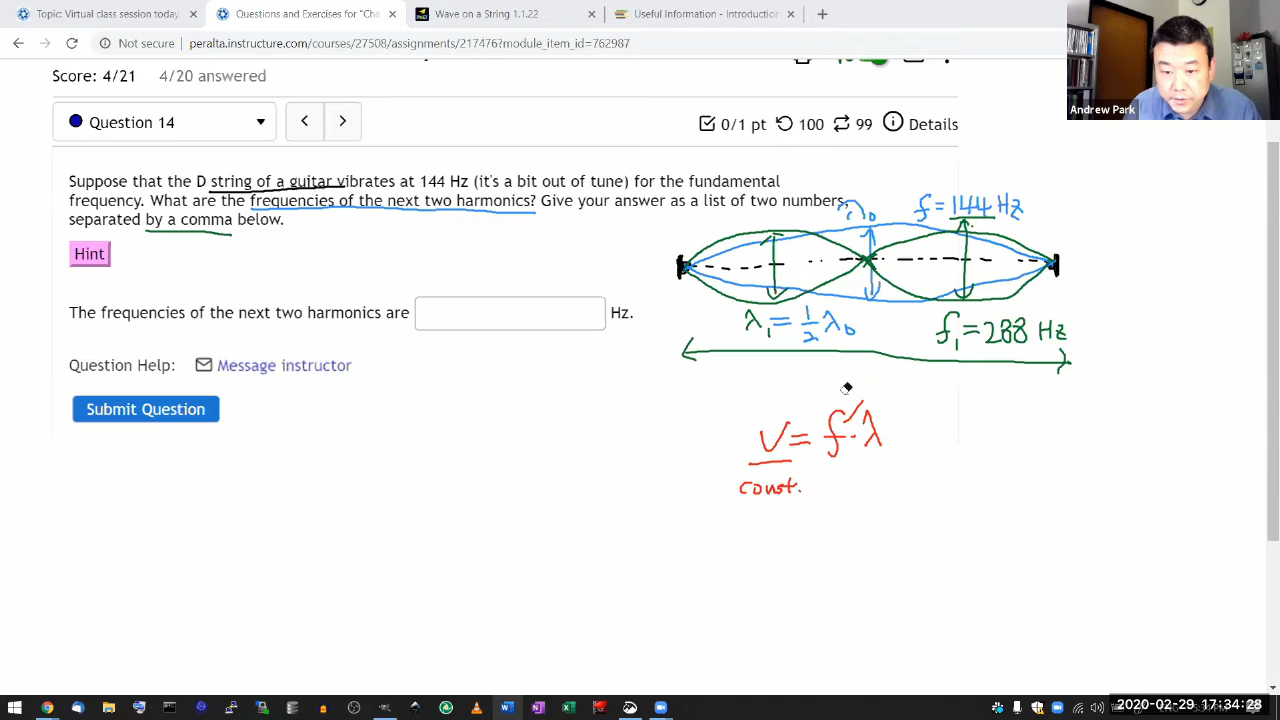 Topic: Virtual class sessiontoday
Questions and Exercises for "Cha
Wave on a String 1.1.22
Useful Information - Introduction
Not secure
peralta.instructure.com/courses/27500/assignments/217476?module_item_id=762987
Score: 4/21
4/20 answered
Andrew Park
Question 14
0/1 pt
100
99
Details
Suppose that the D string of a guitar vibrates at 144 Hz (it's a bit out of tune) for the fundamental
frequency. What are the frequencies of the next two harmonics? Give your answer as a list of two numbers,
separated by a comma below.
f = 144 Hz
Hint
The frequencies of the next two harmonics are
Hz.
λ₁ = 1/2 λ₀
f₁ = 288 Hz
Question Help:
Message instructor
Submit Question
v = f · λ
const.
2020-02-29 17:34:28